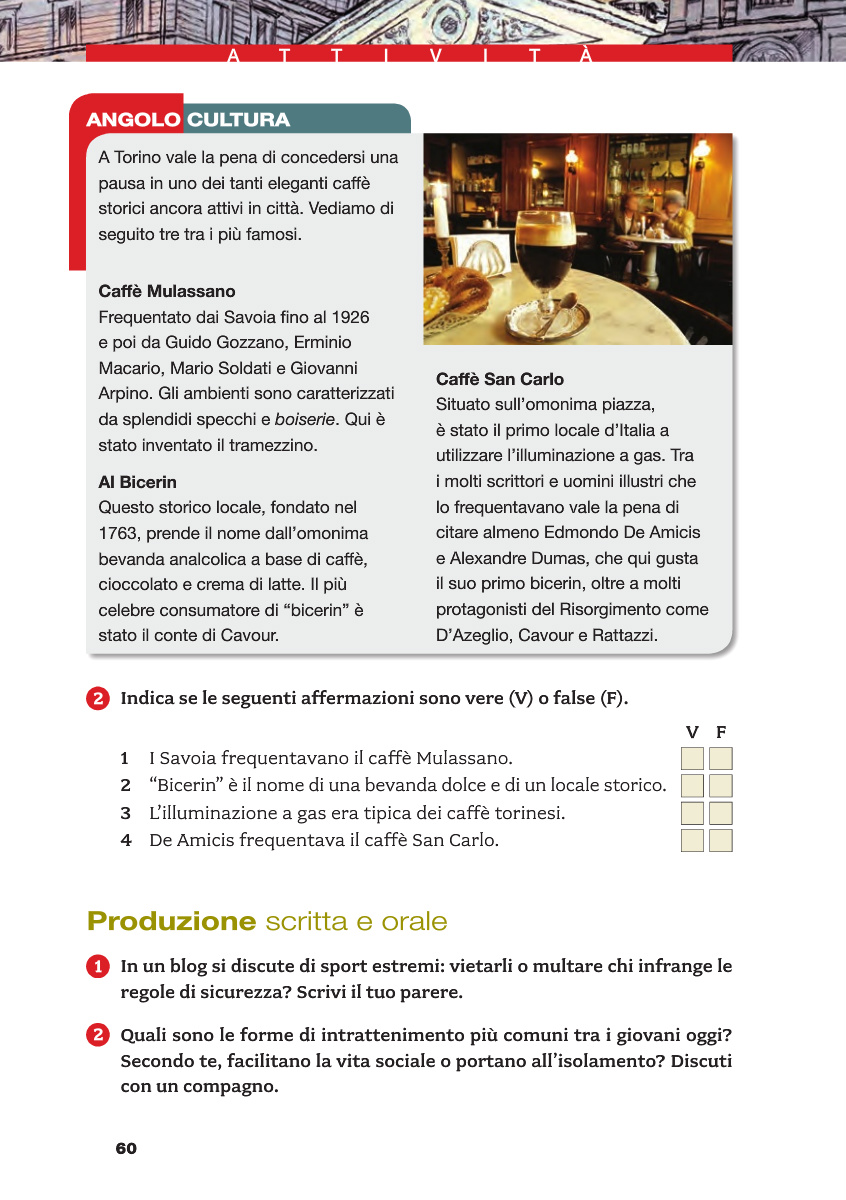 ATTIVITÀ
ANGOLO CULTURA
A Torino vale la pena di concedersi una
pausa in uno dei tanti eleganti caffè
storici ancora attivi in città. Vediamo di
seguito tre tra i più famosi.
Caffè Mulassano
Frequentato dai Savoia fino al 1926
e poi da Guido Gozzano, Erminio
Macario, Mario Soldati e Giovanni
Arpino. Gli ambienti sono caratterizzati
da splendidi specchi e boiserie. Qui è
stato inventato il tramezzino.
Al Bicerin
Questo storico locale, fondato nel
1763, prende il nome dall'omonima
bevanda analcolica a base di caffè,
cioccolato e crema di latte. Il più
celebre consumatore di “bicerin” è
stato il conte di Cavour.
Caffè San Carlo
Situato sull'omonima piazza,
è stato il primo locale d'Italia a
utilizzare l'illuminazione a gas. Tra
i molti scrittori e uomini illustri che
lo frequentavano vale la pena di
citare almeno Edmondo De Amicis
e Alexandre Dumas, che qui gusta
il suo primo bicerin, oltre a molti
protagonisti del Risorgimento come
D'Azeglio, Cavour e Rattazzi.
2 Indica se le seguenti affermazioni sono vere (V) o false (F).
V F
1 I Savoia frequentavano il caffè Mulassano.
2 “Bicerin” è il nome di una bevanda dolce e di un locale storico.
3 L'illuminazione a gas era tipica dei caffè torinesi.
4 De Amicis frequentava il caffè San Carlo.
Produzione scritta e orale
1 In un blog si discute di sport estremi: vietarli o multare chi infrange le
regole di sicurezza? Scrivi il tuo parere.
2 Quali sono le forme di intrattenimento più comuni tra i giovani oggi?
Secondo te, facilitano la vita sociale o portano all'isolamento? Discuti
con un compagno.
60